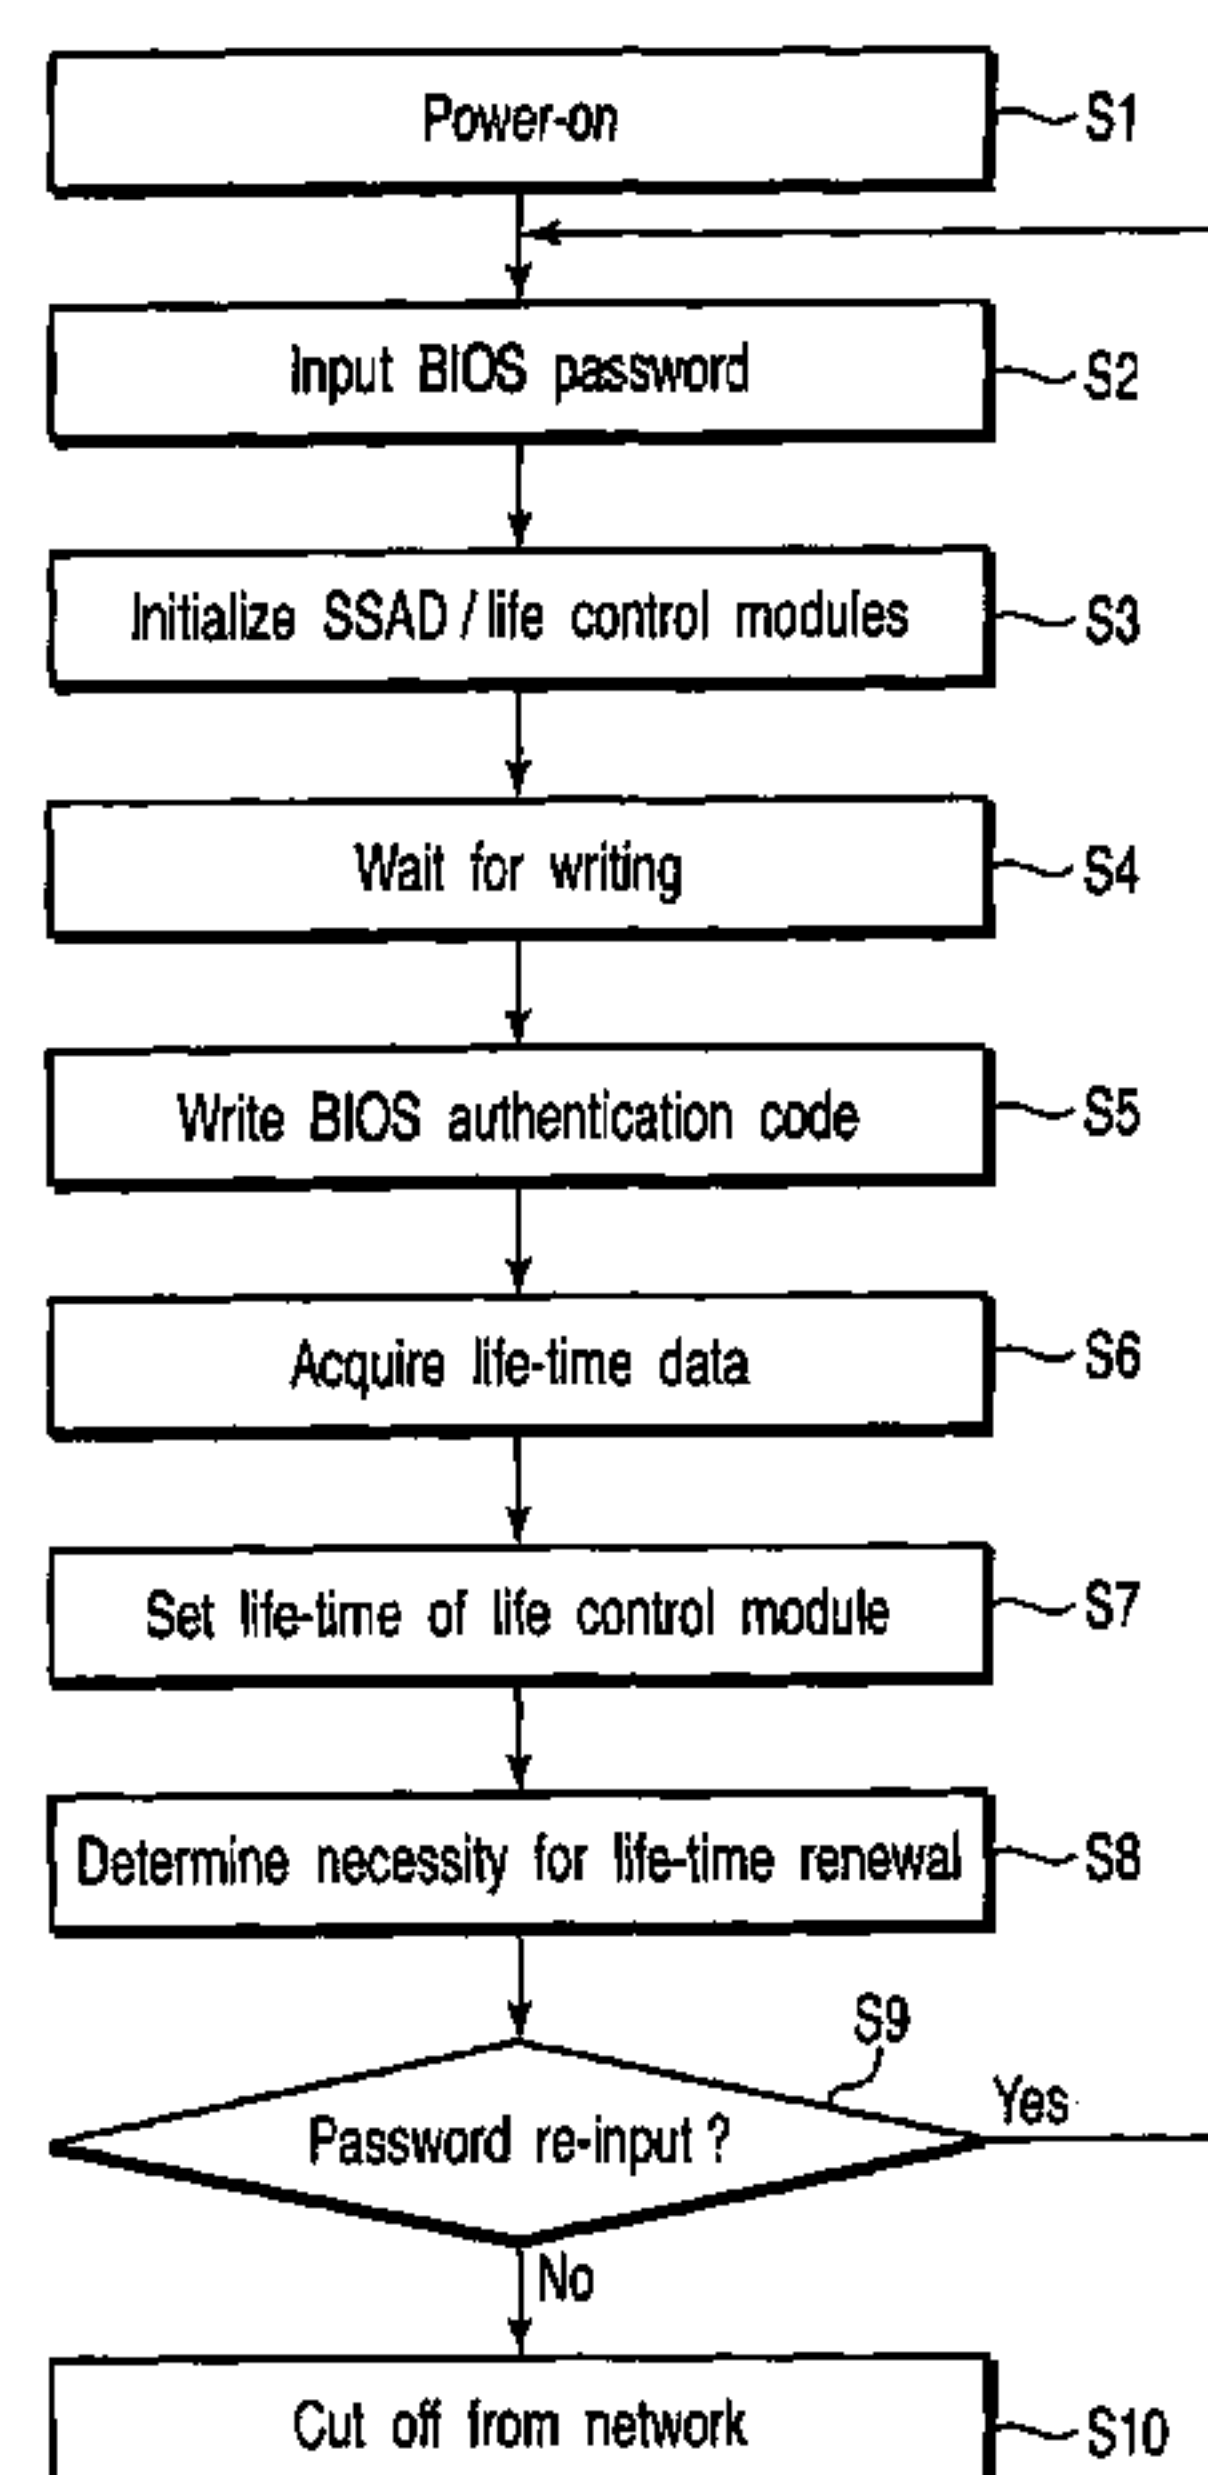 Power-on
S1
Input BIOS password
S2
Initialize SSAD / life control modules
S3
Wait for writing
S4
Write BIOS authentication code
S5
Acquire life-time data
S6
Set life-time of life control module
S7
Determine necessity for life-time renewal
S8
S9
Password re-input ?
Yes
No
Cut off from network
S10